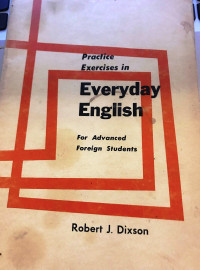 Practice
Exercises in
Everyday
English
For Advanced
Foreign Students
Robert J. Dixson